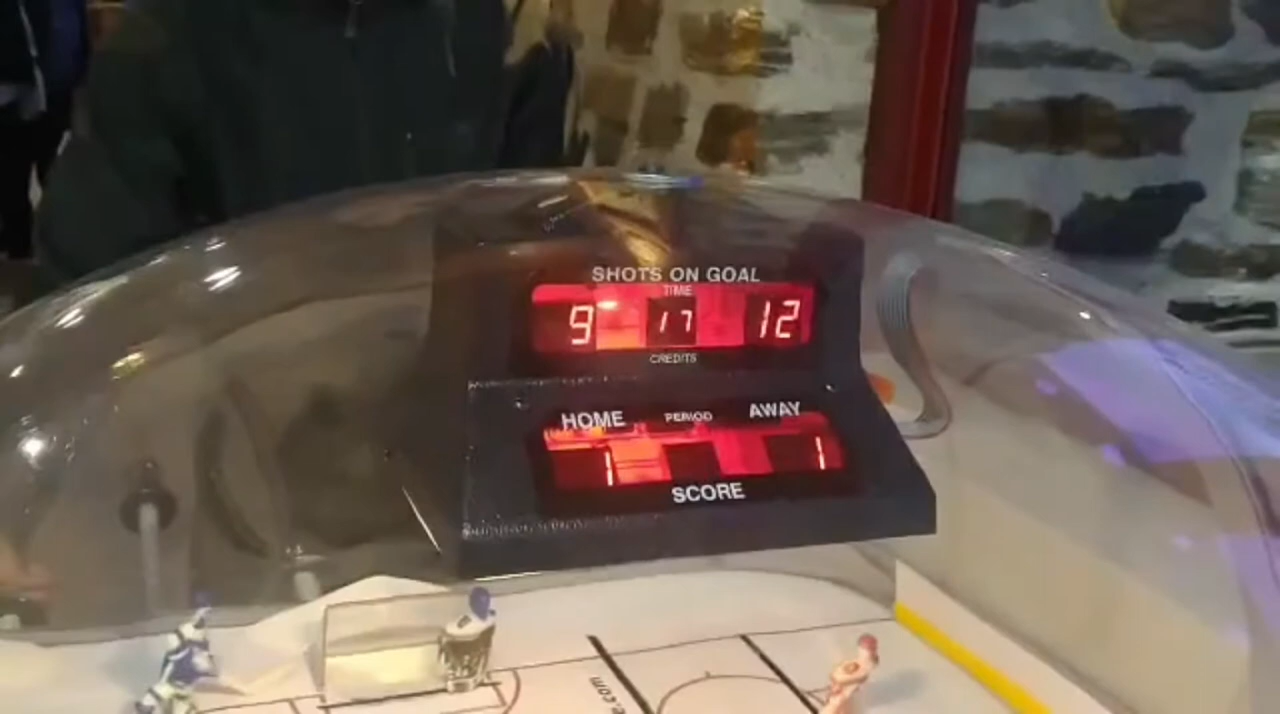 SHOTS ON GOAL
TIME
9 17 12
CREDITS
HOME PERIOD AWAY
1 1
SCORE